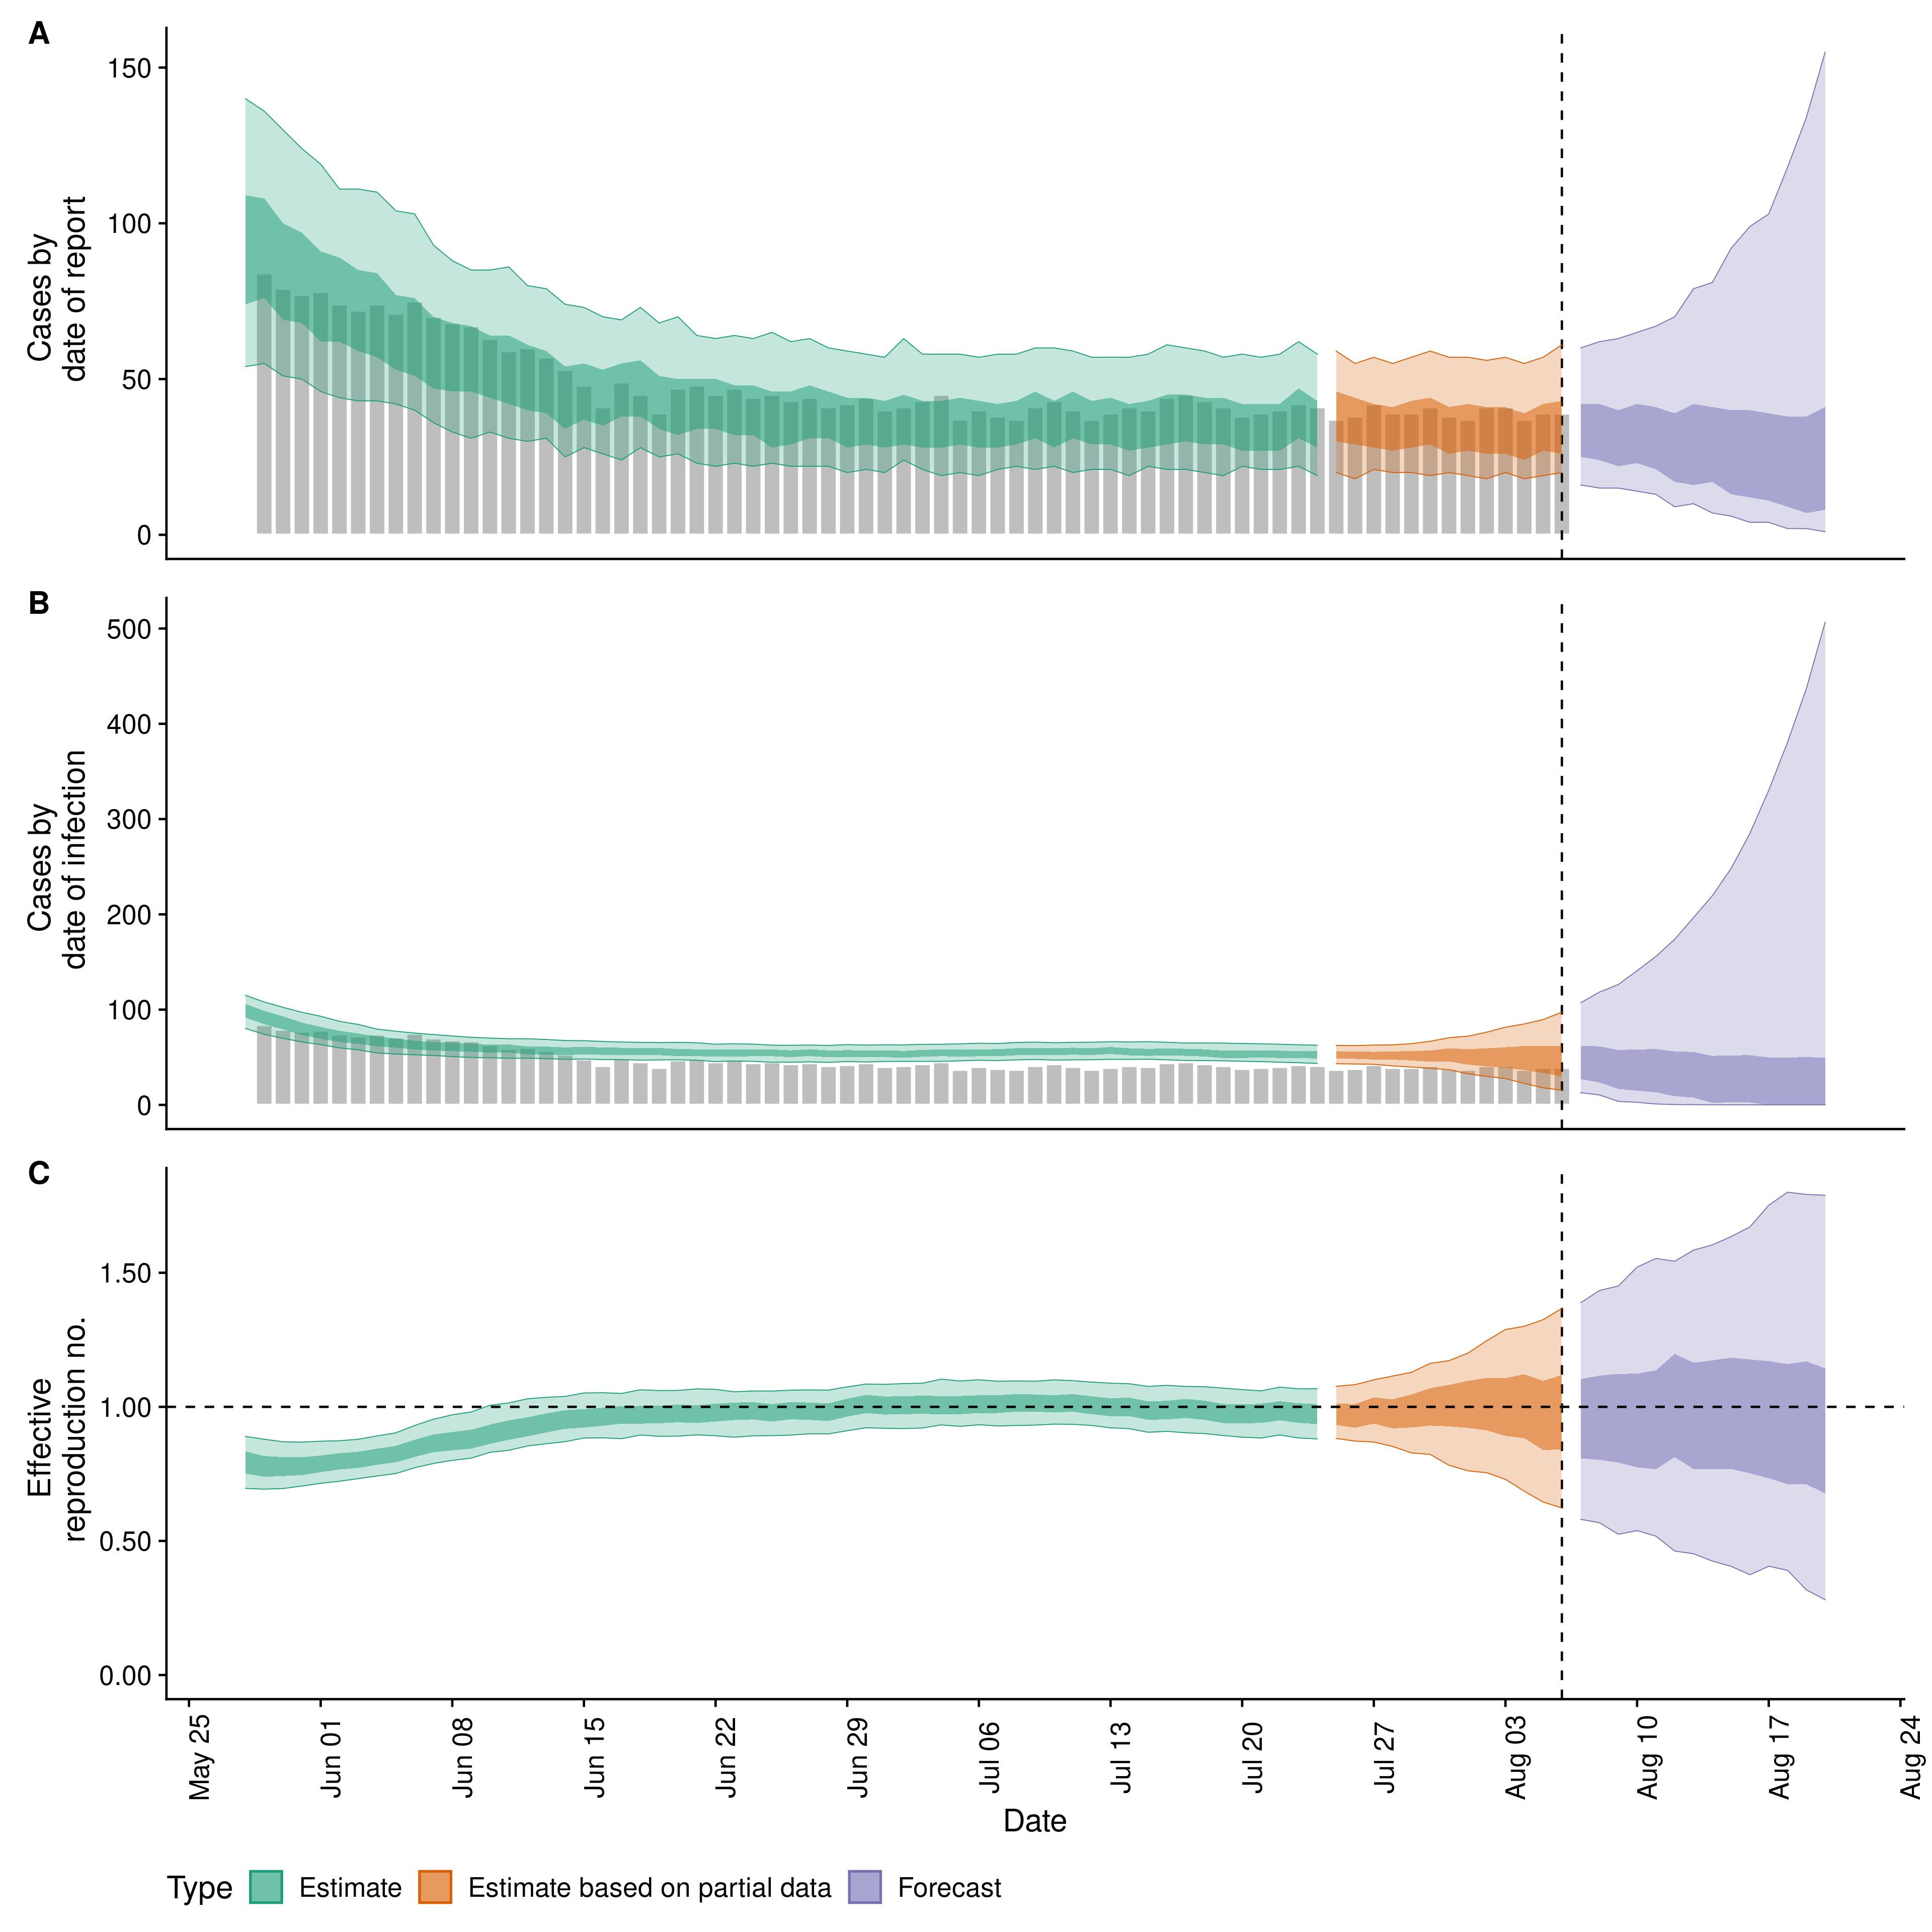 A
Cases by
date of report
150
100
50
0
B
Cases by
date of infection
500
400
300
200
100
0
C
Effective
reproduction no.
1.50
1.00
0.50
0.00
May 25
Jun 01
Jun 08
Jun 15
Jun 22
Jun 29
Jul 06
Jul 13
Jul 20
Jul 27
Aug 03
Aug 10
Aug 17
Aug 24
Date
Type Estimate Estimate based on partial data Forecast